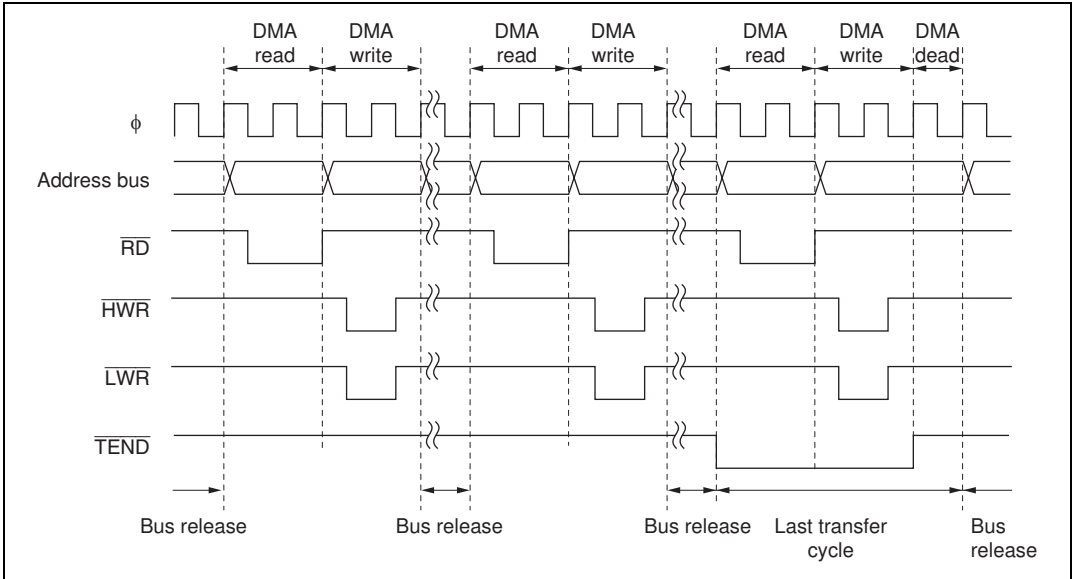 DMA DMA DMA DMA DMA DMA DMA
read write read write read write dead
φ
Address bus
RD
HWR
LWR
TEND
Bus release Bus release Bus release Last transfer Bus
cycle release